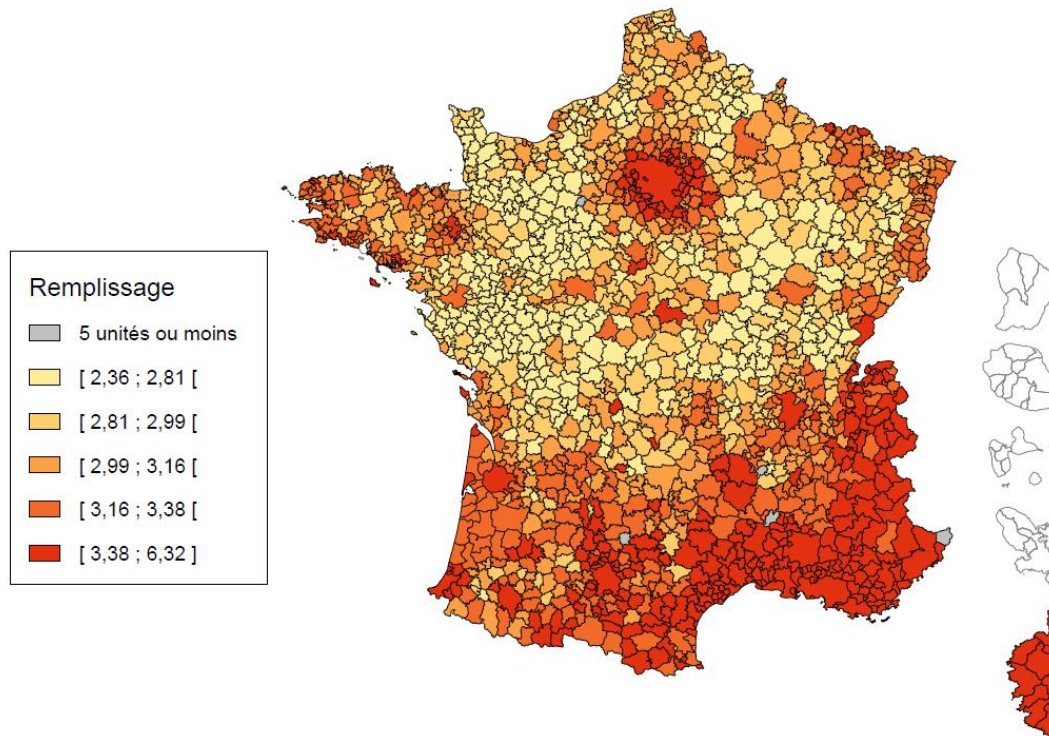 Remplissage
5 unités ou moins
[ 2,36 ; 2,81 [
[ 2,81 ; 2,99 [
[ 2,99 ; 3,16 [
[ 3,16 ; 3,38 [
[ 3,38 ; 6,32 ]